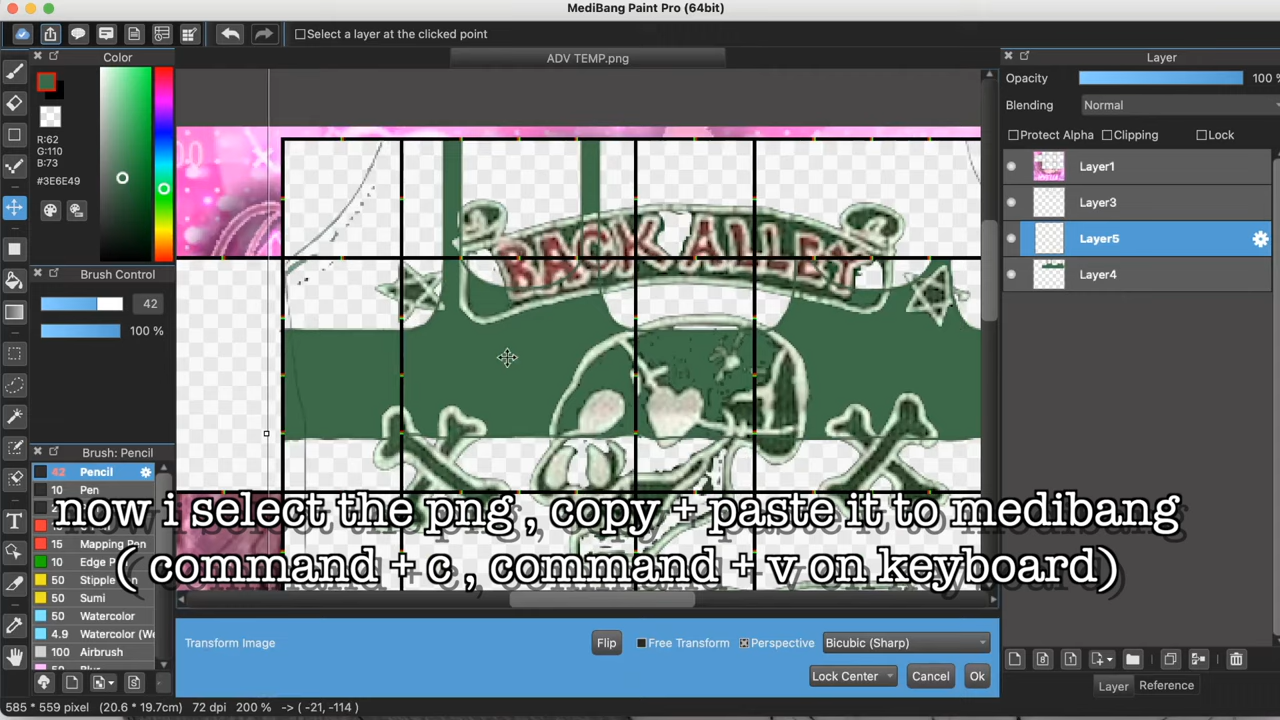 MediBang Paint Pro (64bit)
Select a layer at the clicked point
ADV TEMP.png
Color
R:62
G:110
B:73
#3E6E49
Brush Control
42
100 %
Brush: Pencil
42 Pencil
10 Pen
15 Mapping Pen
10 Edge P
50 Stipple
50 Sumi
50 Watercolor
4.9 Watercolor (We
100 Airbrush
50 Blur
BACK ALLEY
now i select the png , copy + paste it to medibang
( command + c , command + v on keyboard)
Layer
Opacity 100 %
Blending Normal
Protect Alpha Clipping Lock
Layer1
Layer3
Layer5
Layer4
Layer Reference
Transform Image Flip Free Transform Perspective Bicubic (Sharp)
Lock Center Cancel Ok
585 * 559 pixel (20.6 * 19.7cm) 72 dpi 200 % -> ( -21, -114 )